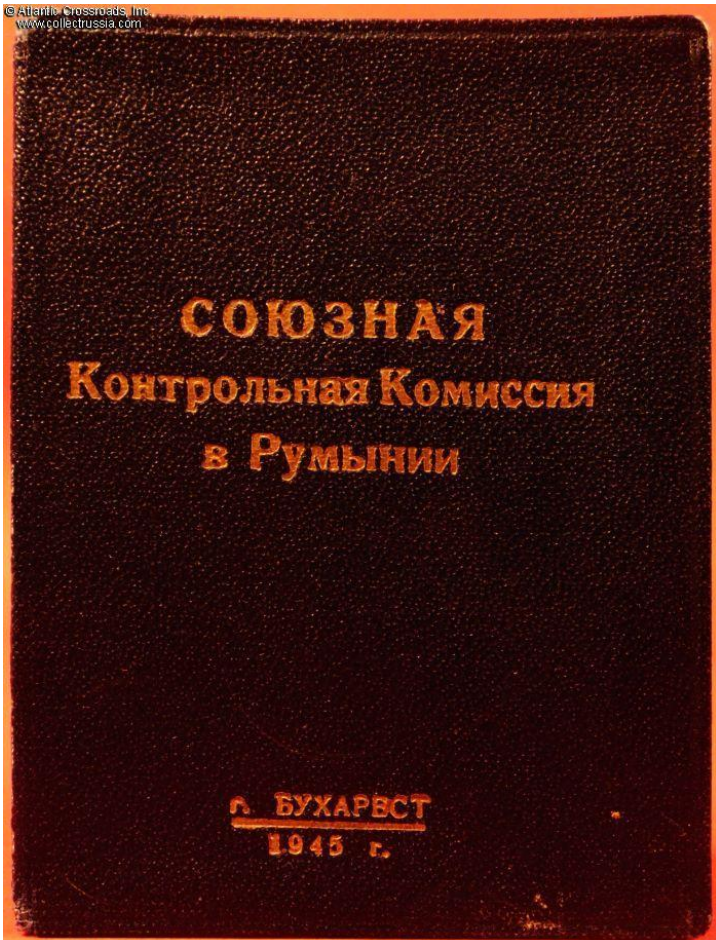 © Atlantic Crossroads, Inc.
www.collectrussia.com
СОЮЗНАЯ
Контрольная Комиссия
в Румынии
г. БУХАРЕСТ
1945 г.